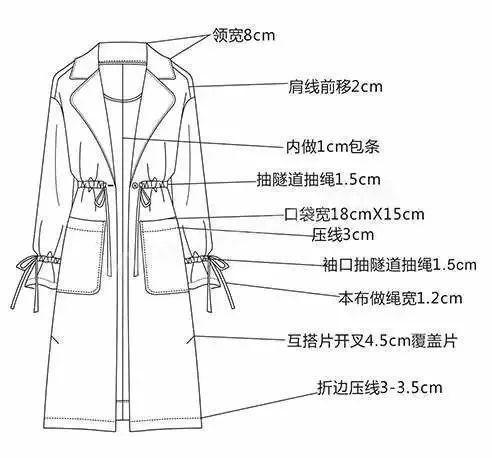 领宽8cm
肩线前移2cm
内做1cm包条
抽隧道抽绳1.5cm
口袋宽18cmX15cm
压线3cm
袖口抽隧道抽绳1.5cm
本布做绳宽1.2cm
互搭片开叉4.5cm覆盖片
折边压线3-3.5cm